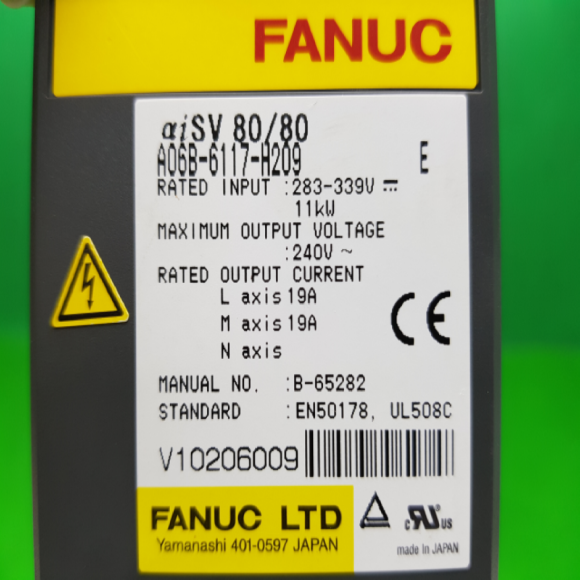 FANUC
αiSV 80/80
A06B-6117-H209 E
RATED INPUT :283-339V ⎓
11kW
MAXIMUM OUTPUT VOLTAGE
:240V ~
RATED OUTPUT CURRENT
L axis 19A
M axis 19A
N axis
CE
MANUAL NO. :B-65282
STANDARD :EN50178, UL508C
V10206009
FANUC LTD
Yamanashi 401-0597 JAPAN
c RU us
made in JAPAN